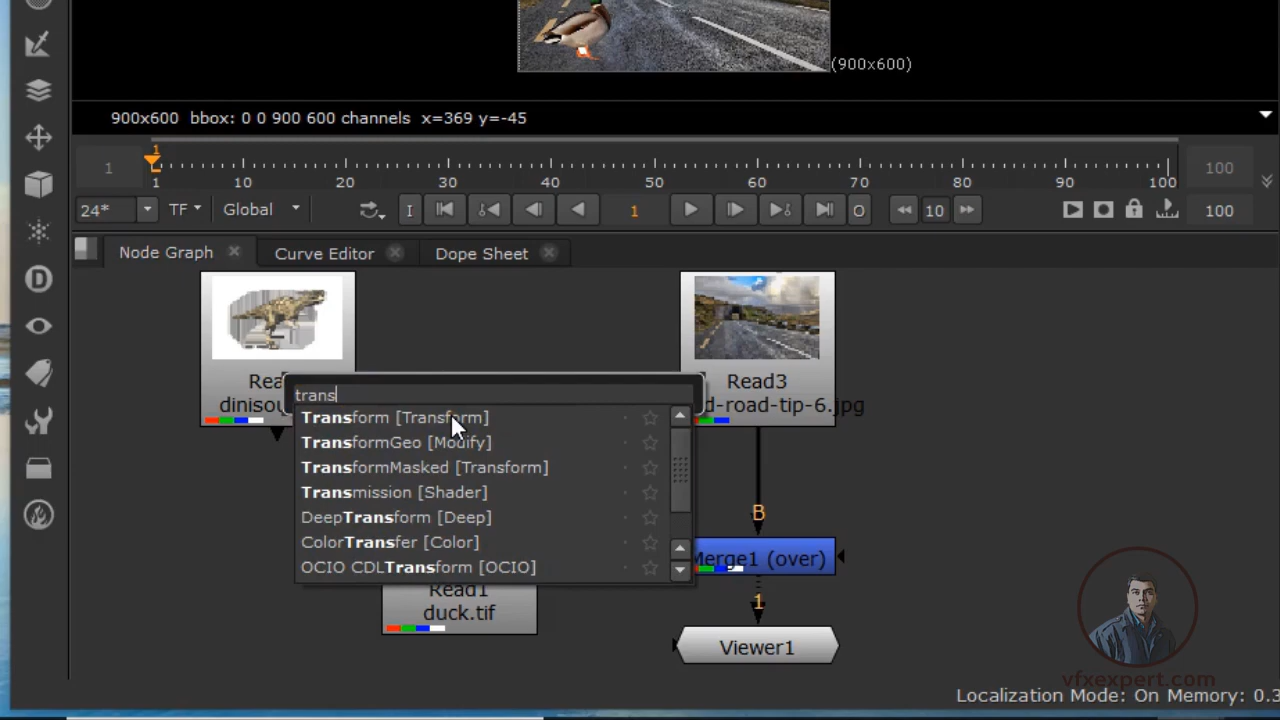 (900x600)
900x600 bbox: 0 0 900 600 channels x=369 y=-45
1 1 100
1 10 20 30 40 50 60 70 80 90 100
24* TF Global I 1 O 10 100
Node Graph Curve Editor Dope Sheet
Read3
d-road-tip-6.jpg
trans
Transform [Transform]
TransformGeo [Modify]
TransformMasked [Transform]
Transmission [Shader]
DeepTransform [Deep]
ColorTransfer [Color]
OCIO CDLTransform [OCIO]
B
Merge1 (over)
Read1
duck.tif
1
Viewer1
vfxexpert.com
Localization Mode: On Memory: 0.3